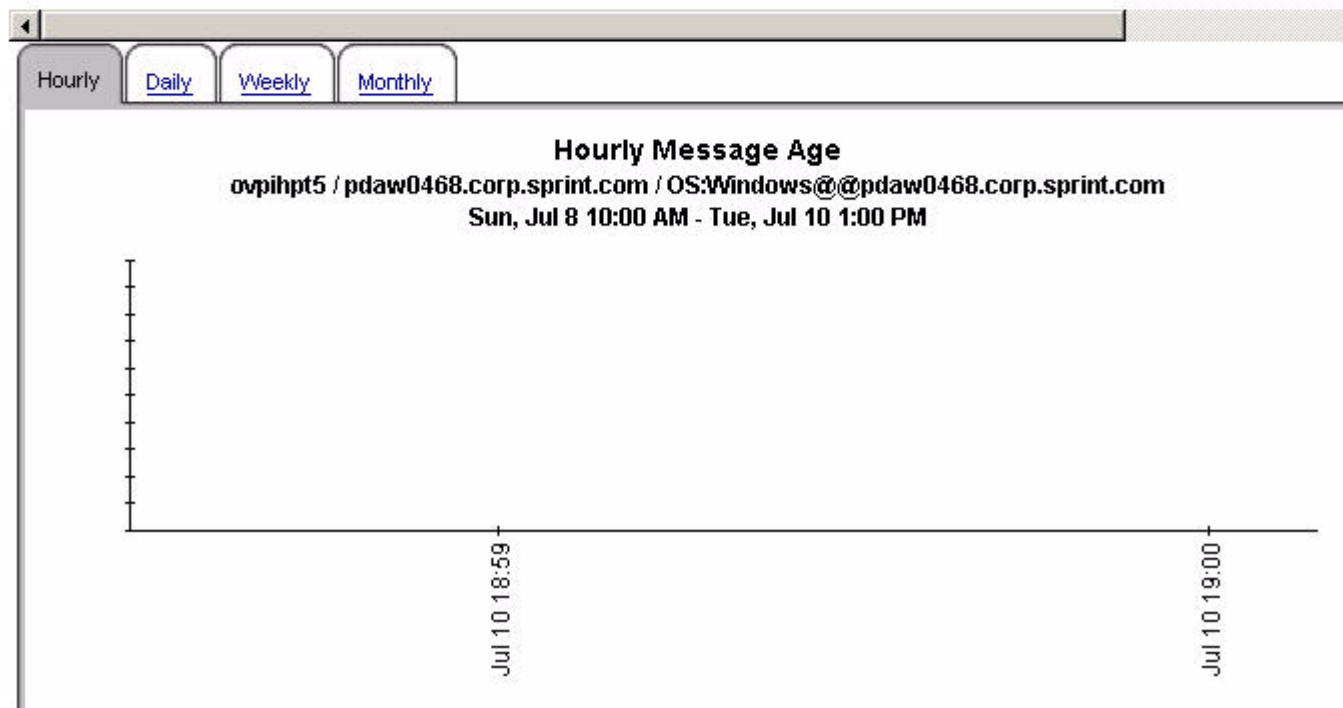 Hourly Daily Weekly Monthly
Hourly Message Age
ovpihpt5 / pdaw0468.corp.sprint.com / OS:Windows@@pdaw0468.corp.sprint.com
Sun, Jul 8 10:00 AM - Tue, Jul 10 1:00 PM
Jul 10 18:59
Jul 10 19:00